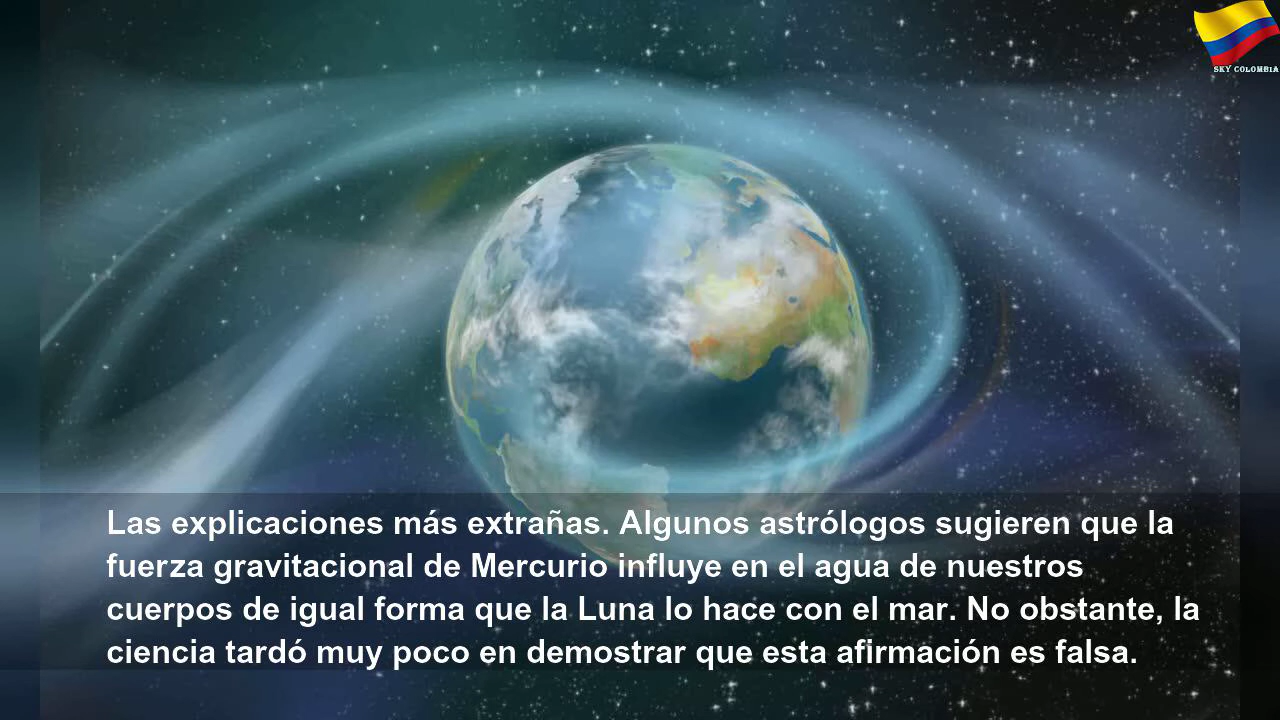 SKY COLOMBIA
Las explicaciones más extrañas. Algunos astrólogos sugieren que la
fuerza gravitacional de Mercurio influye en el agua de nuestros
cuerpos de igual forma que la Luna lo hace con el mar. No obstante, la
ciencia tardó muy poco en demostrar que esta afirmación es falsa.